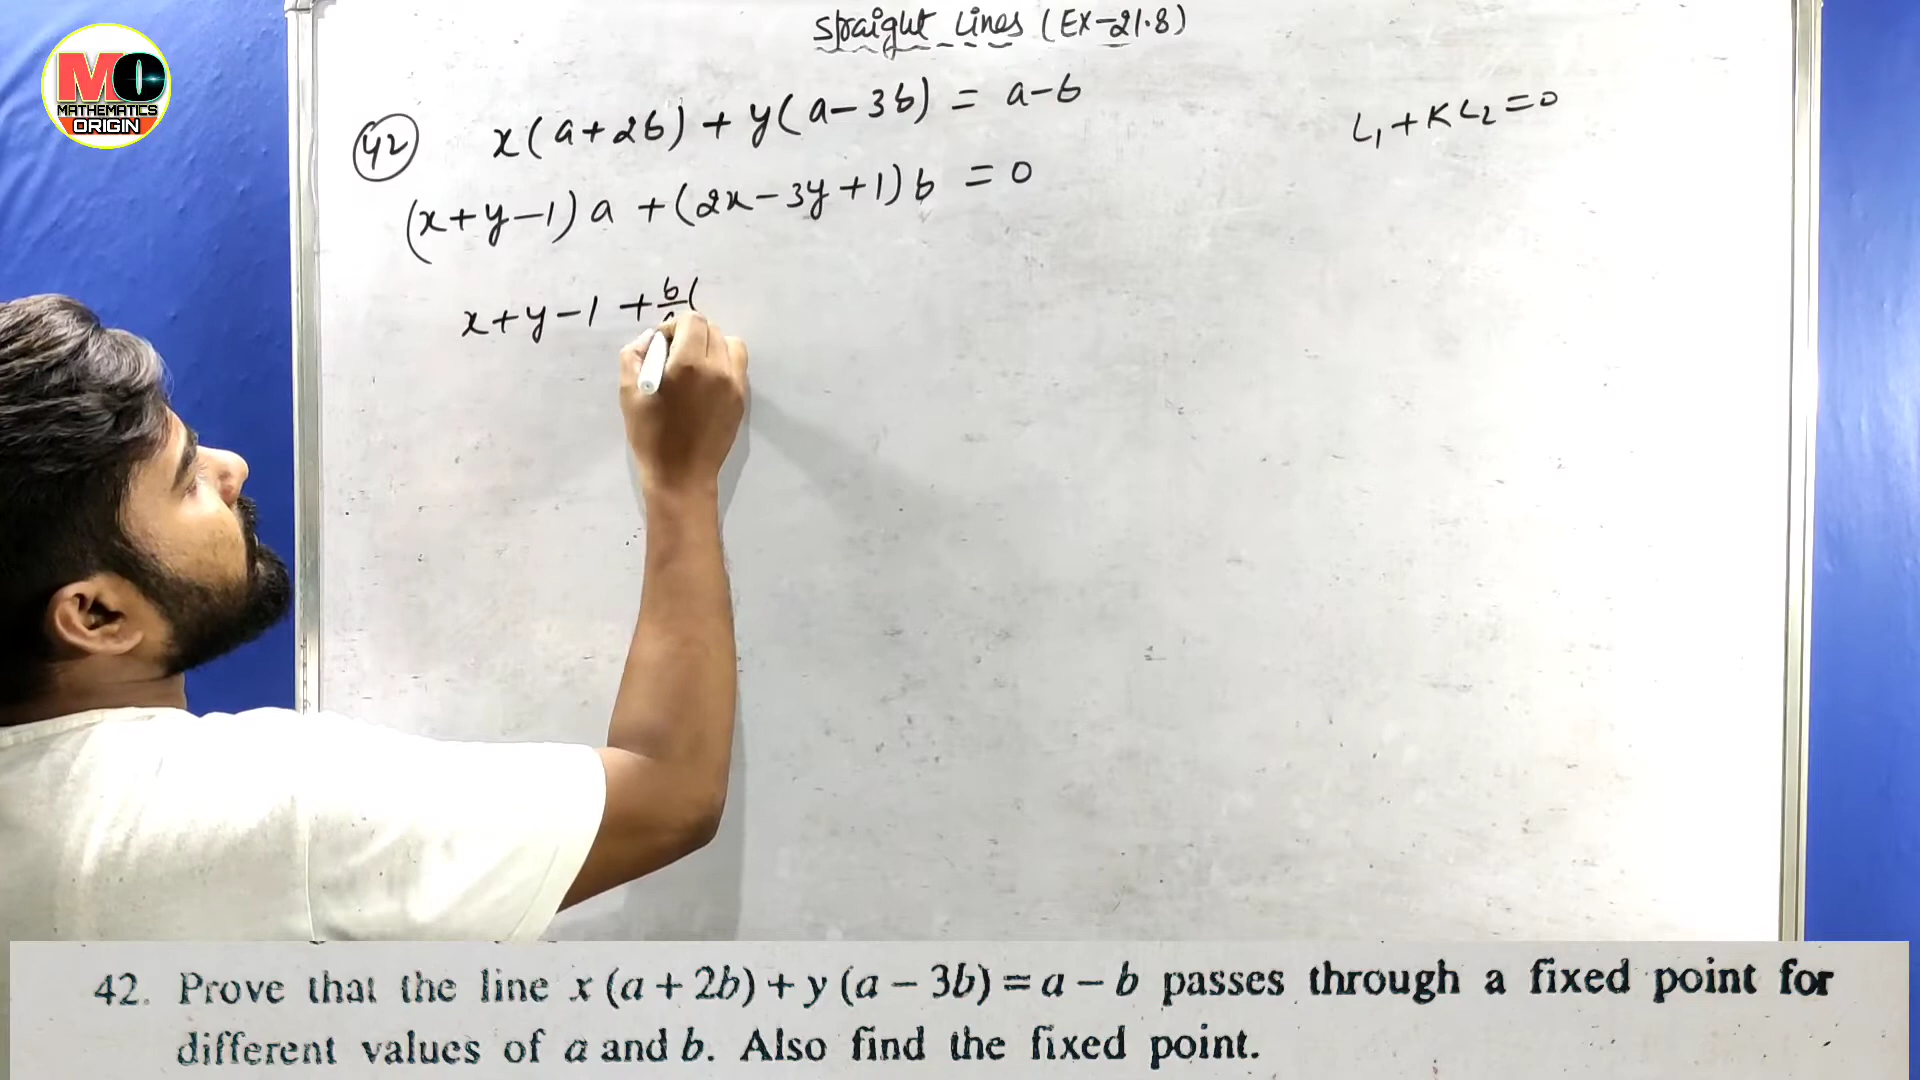 Straight Lines (EX-21.8)
MO
MATHEMATICS
ORIGIN
42 x(a+2b) + y(a-3b) = a-b
L₁+KL₂=0
(x+y-1)a+(2x-3y+1)b = 0
x+y-1 + b/a(
42. Prove that the line x (a + 2b) + y (a – 3b) = a – b passes through a fixed point for
different values of a and b. Also find the fixed point.